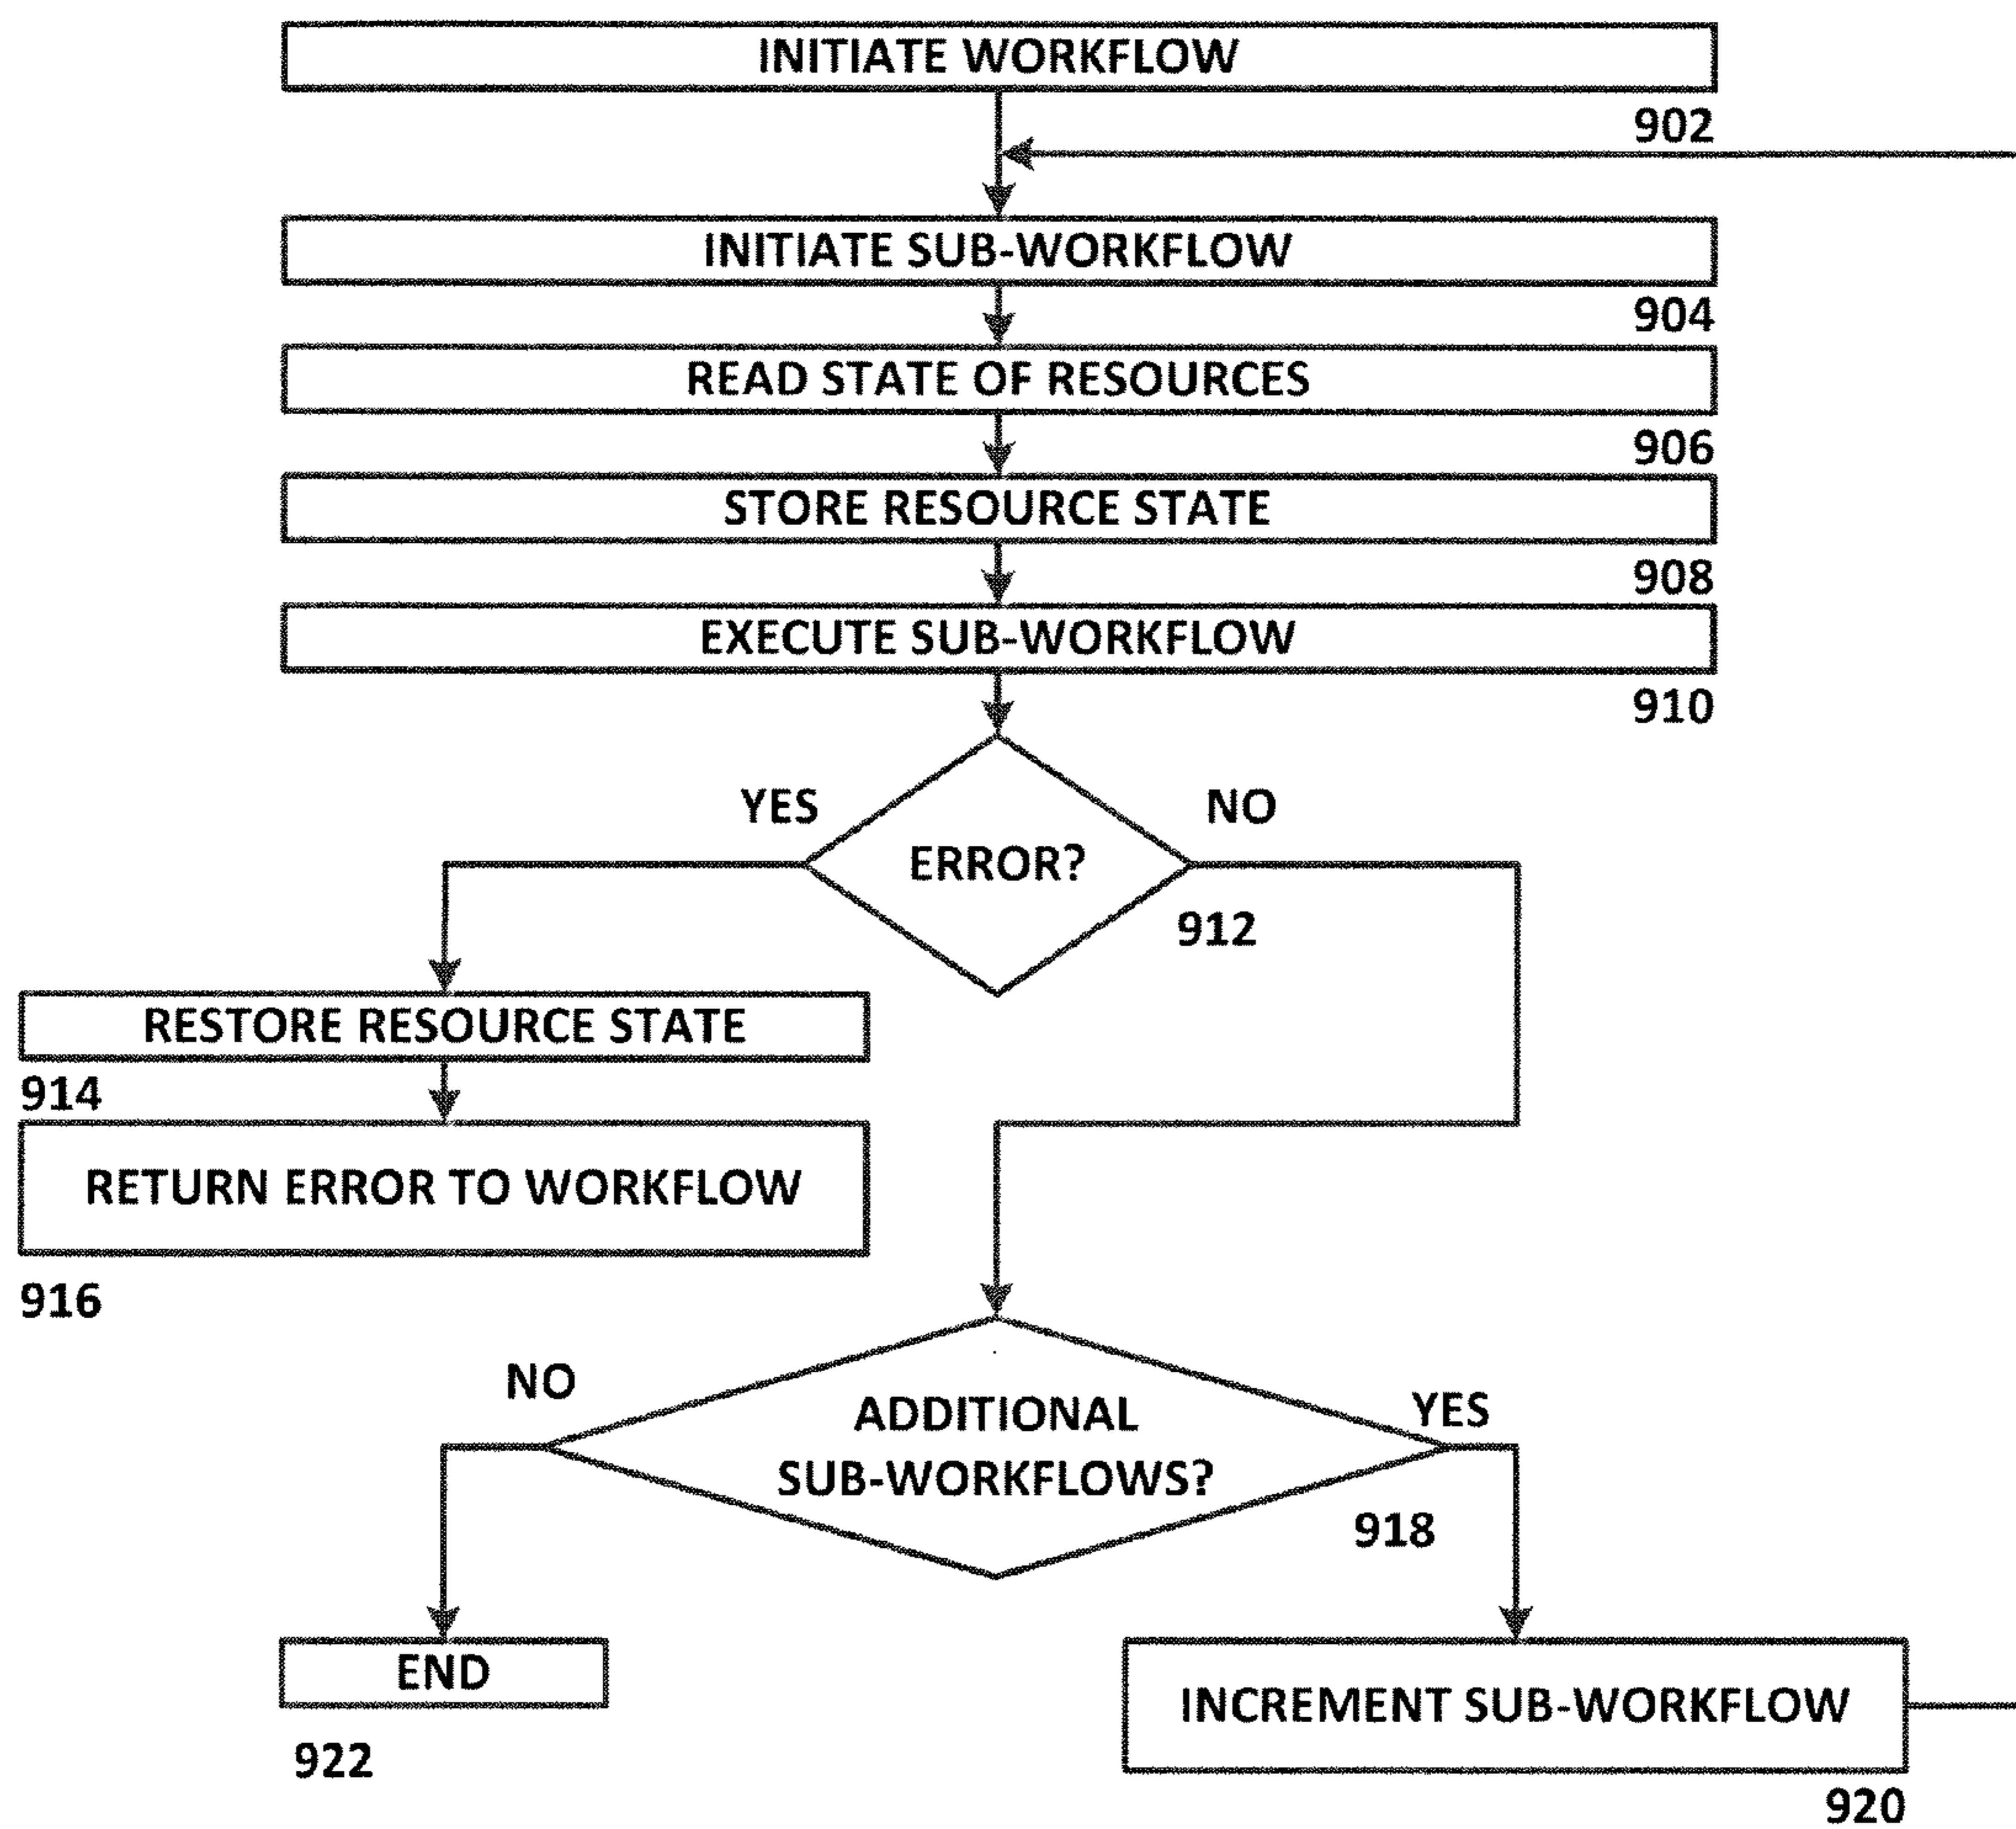 INITIATE WORKFLOW
902
INITIATE SUB-WORKFLOW
904
READ STATE OF RESOURCES
906
STORE RESOURCE STATE
908
EXECUTE SUB-WORKFLOW
910
YES
NO
ERROR?
912
RESTORE RESOURCE STATE
914
RETURN ERROR TO WORKFLOW
916
NO
YES
ADDITIONAL
SUB-WORKFLOWS?
918
END
922
INCREMENT SUB-WORKFLOW
920